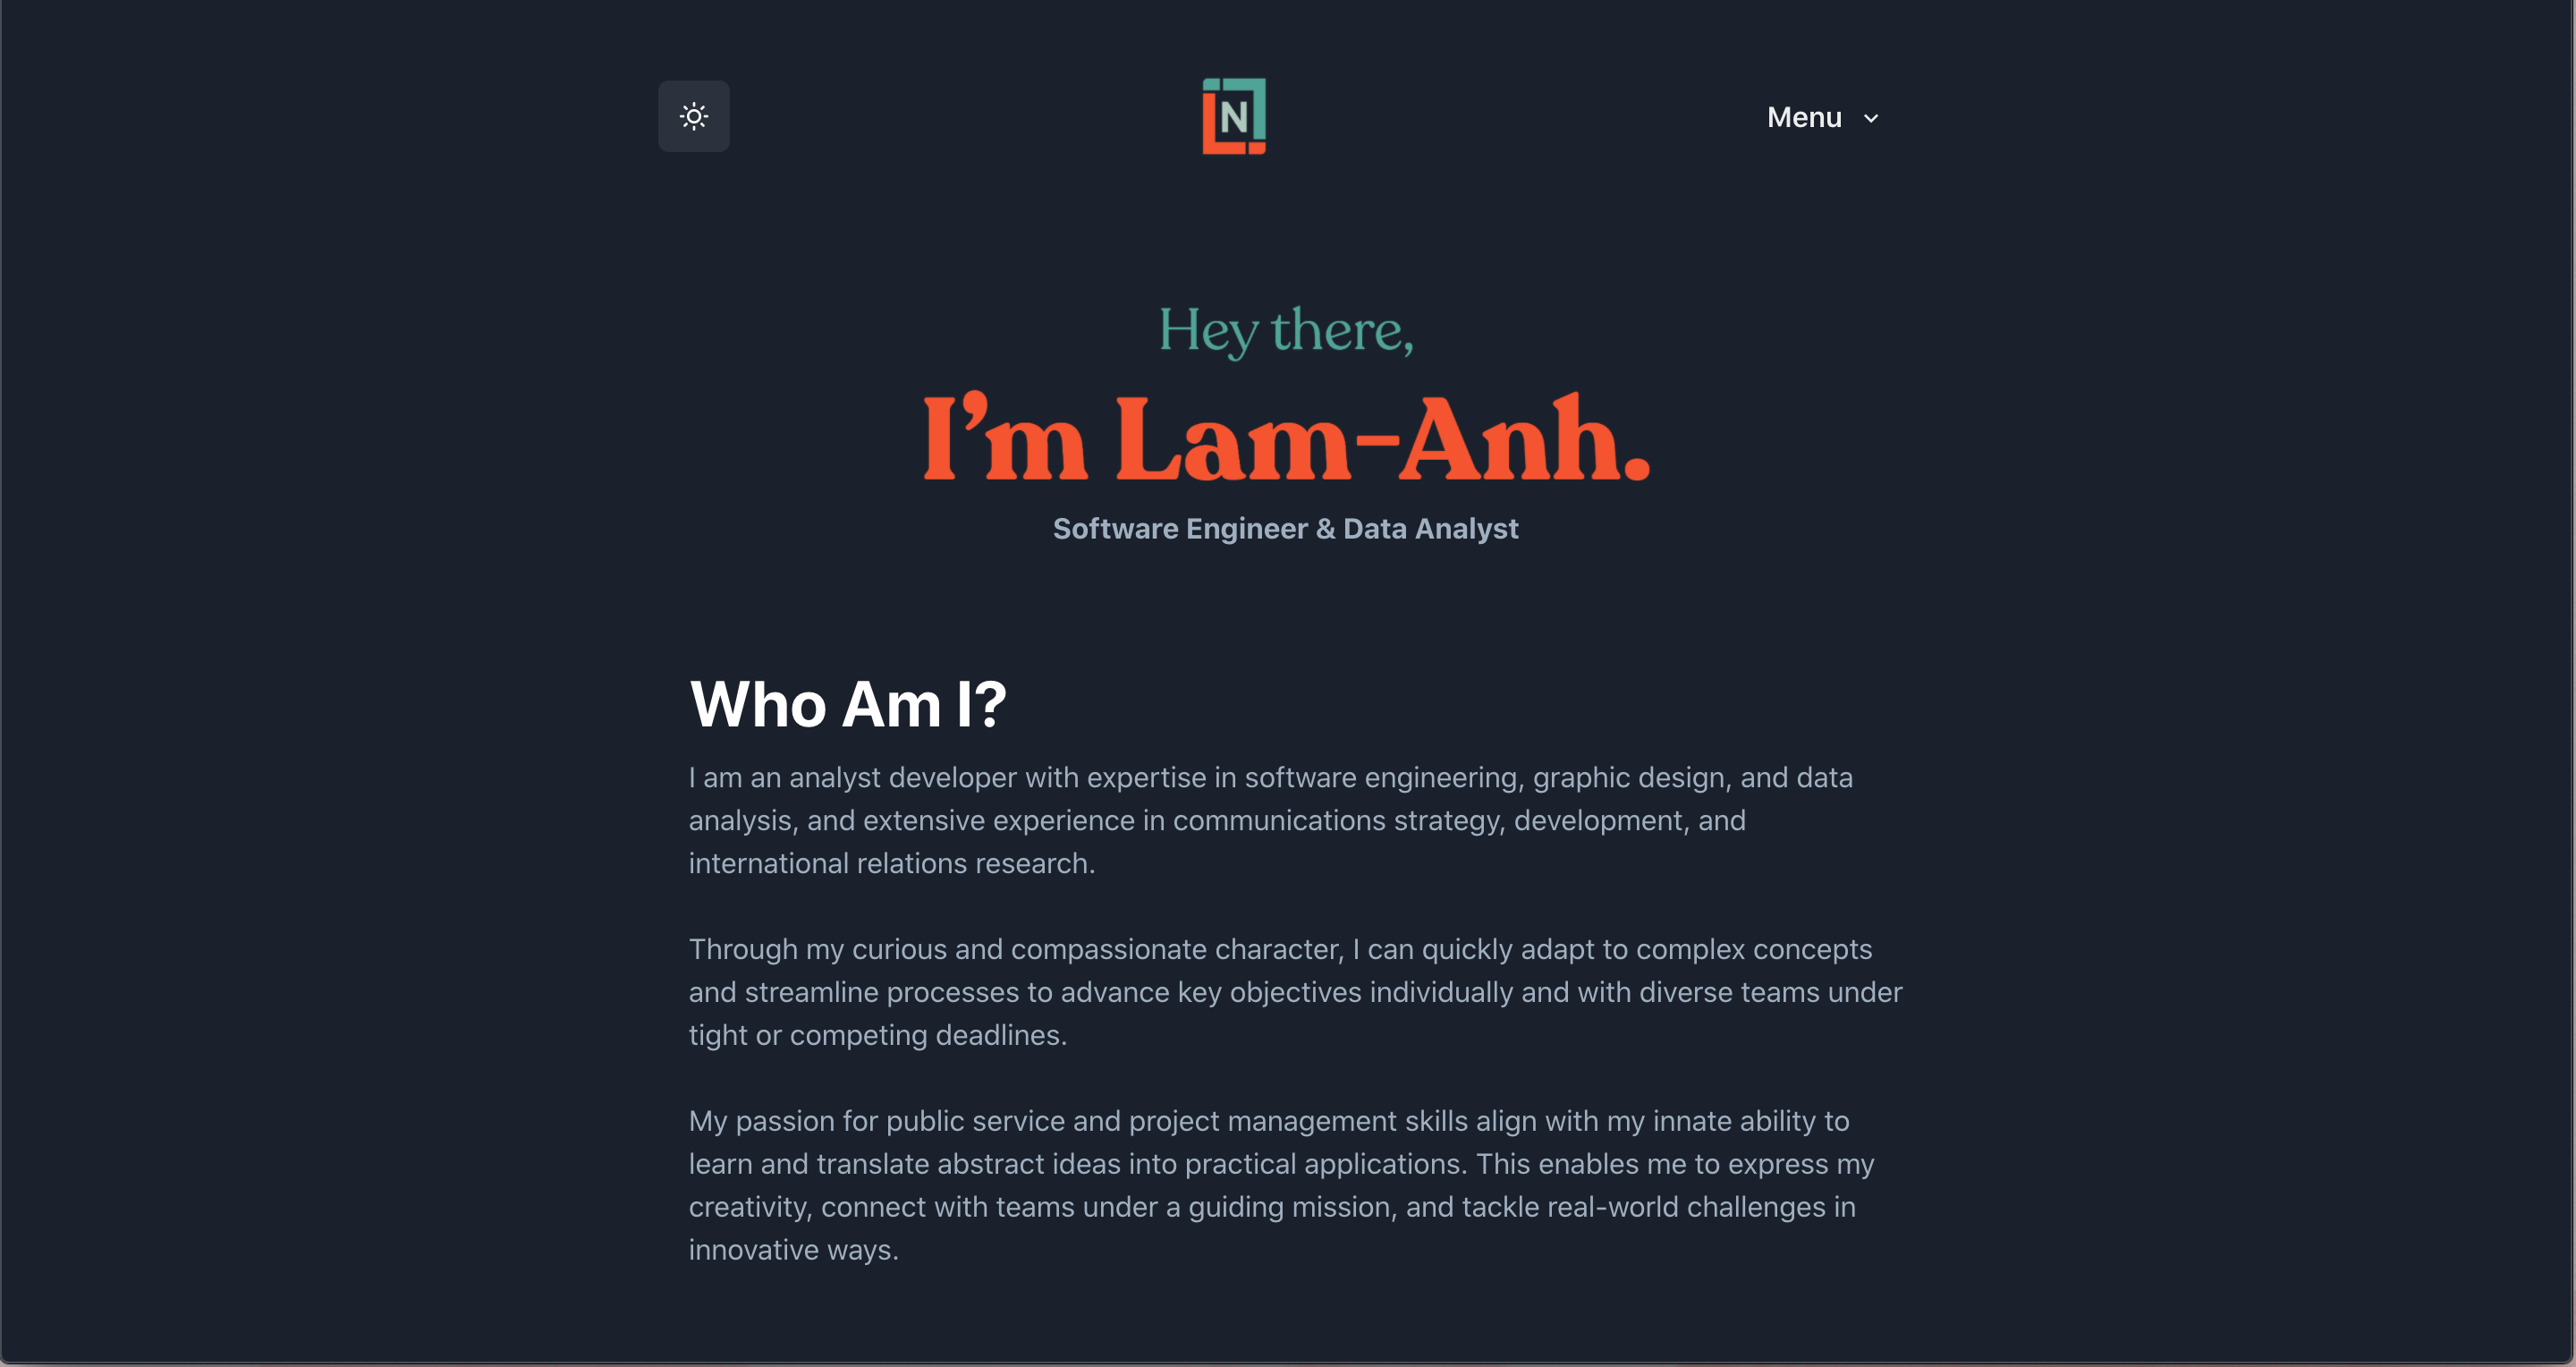 N
Menu
Hey there,
I’m Lam-Anh.
Software Engineer & Data Analyst
Who Am I?
I am an analyst developer with expertise in software engineering, graphic design, and data
analysis, and extensive experience in communications strategy, development, and
international relations research.
Through my curious and compassionate character, I can quickly adapt to complex concepts
and streamline processes to advance key objectives individually and with diverse teams under
tight or competing deadlines.
My passion for public service and project management skills align with my innate ability to
learn and translate abstract ideas into practical applications. This enables me to express my
creativity, connect with teams under a guiding mission, and tackle real-world challenges in
innovative ways.